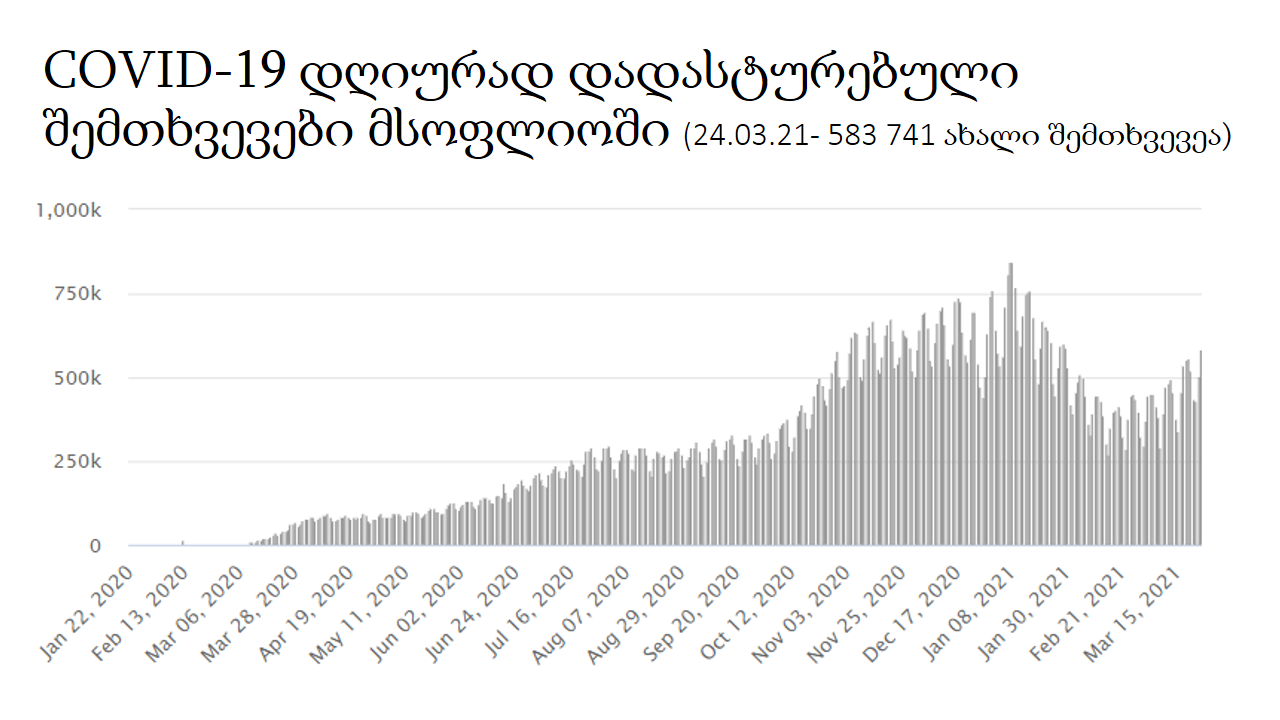 COVID-19 დღიურად დადასტურებული
შემთხვევები მსოფლიოში (24.03.21- 583 741 ახალი შემთხვევეა)
1,000k
750k
500k
250k
0
Jan 22, 2020
Feb 13, 2020
Mar 06, 2020
Mar 28, 2020
Apr 19, 2020
May 11, 2020
Jun 02, 2020
Jun 24, 2020
Jul 16, 2020
Aug 07, 2020
Aug 29, 2020
Sep 20, 2020
Oct 12, 2020
Nov 03, 2020
Nov 25, 2020
Dec 17, 2020
Jan 08, 2021
Jan 30, 2021
Feb 21, 2021
Mar 15, 2021